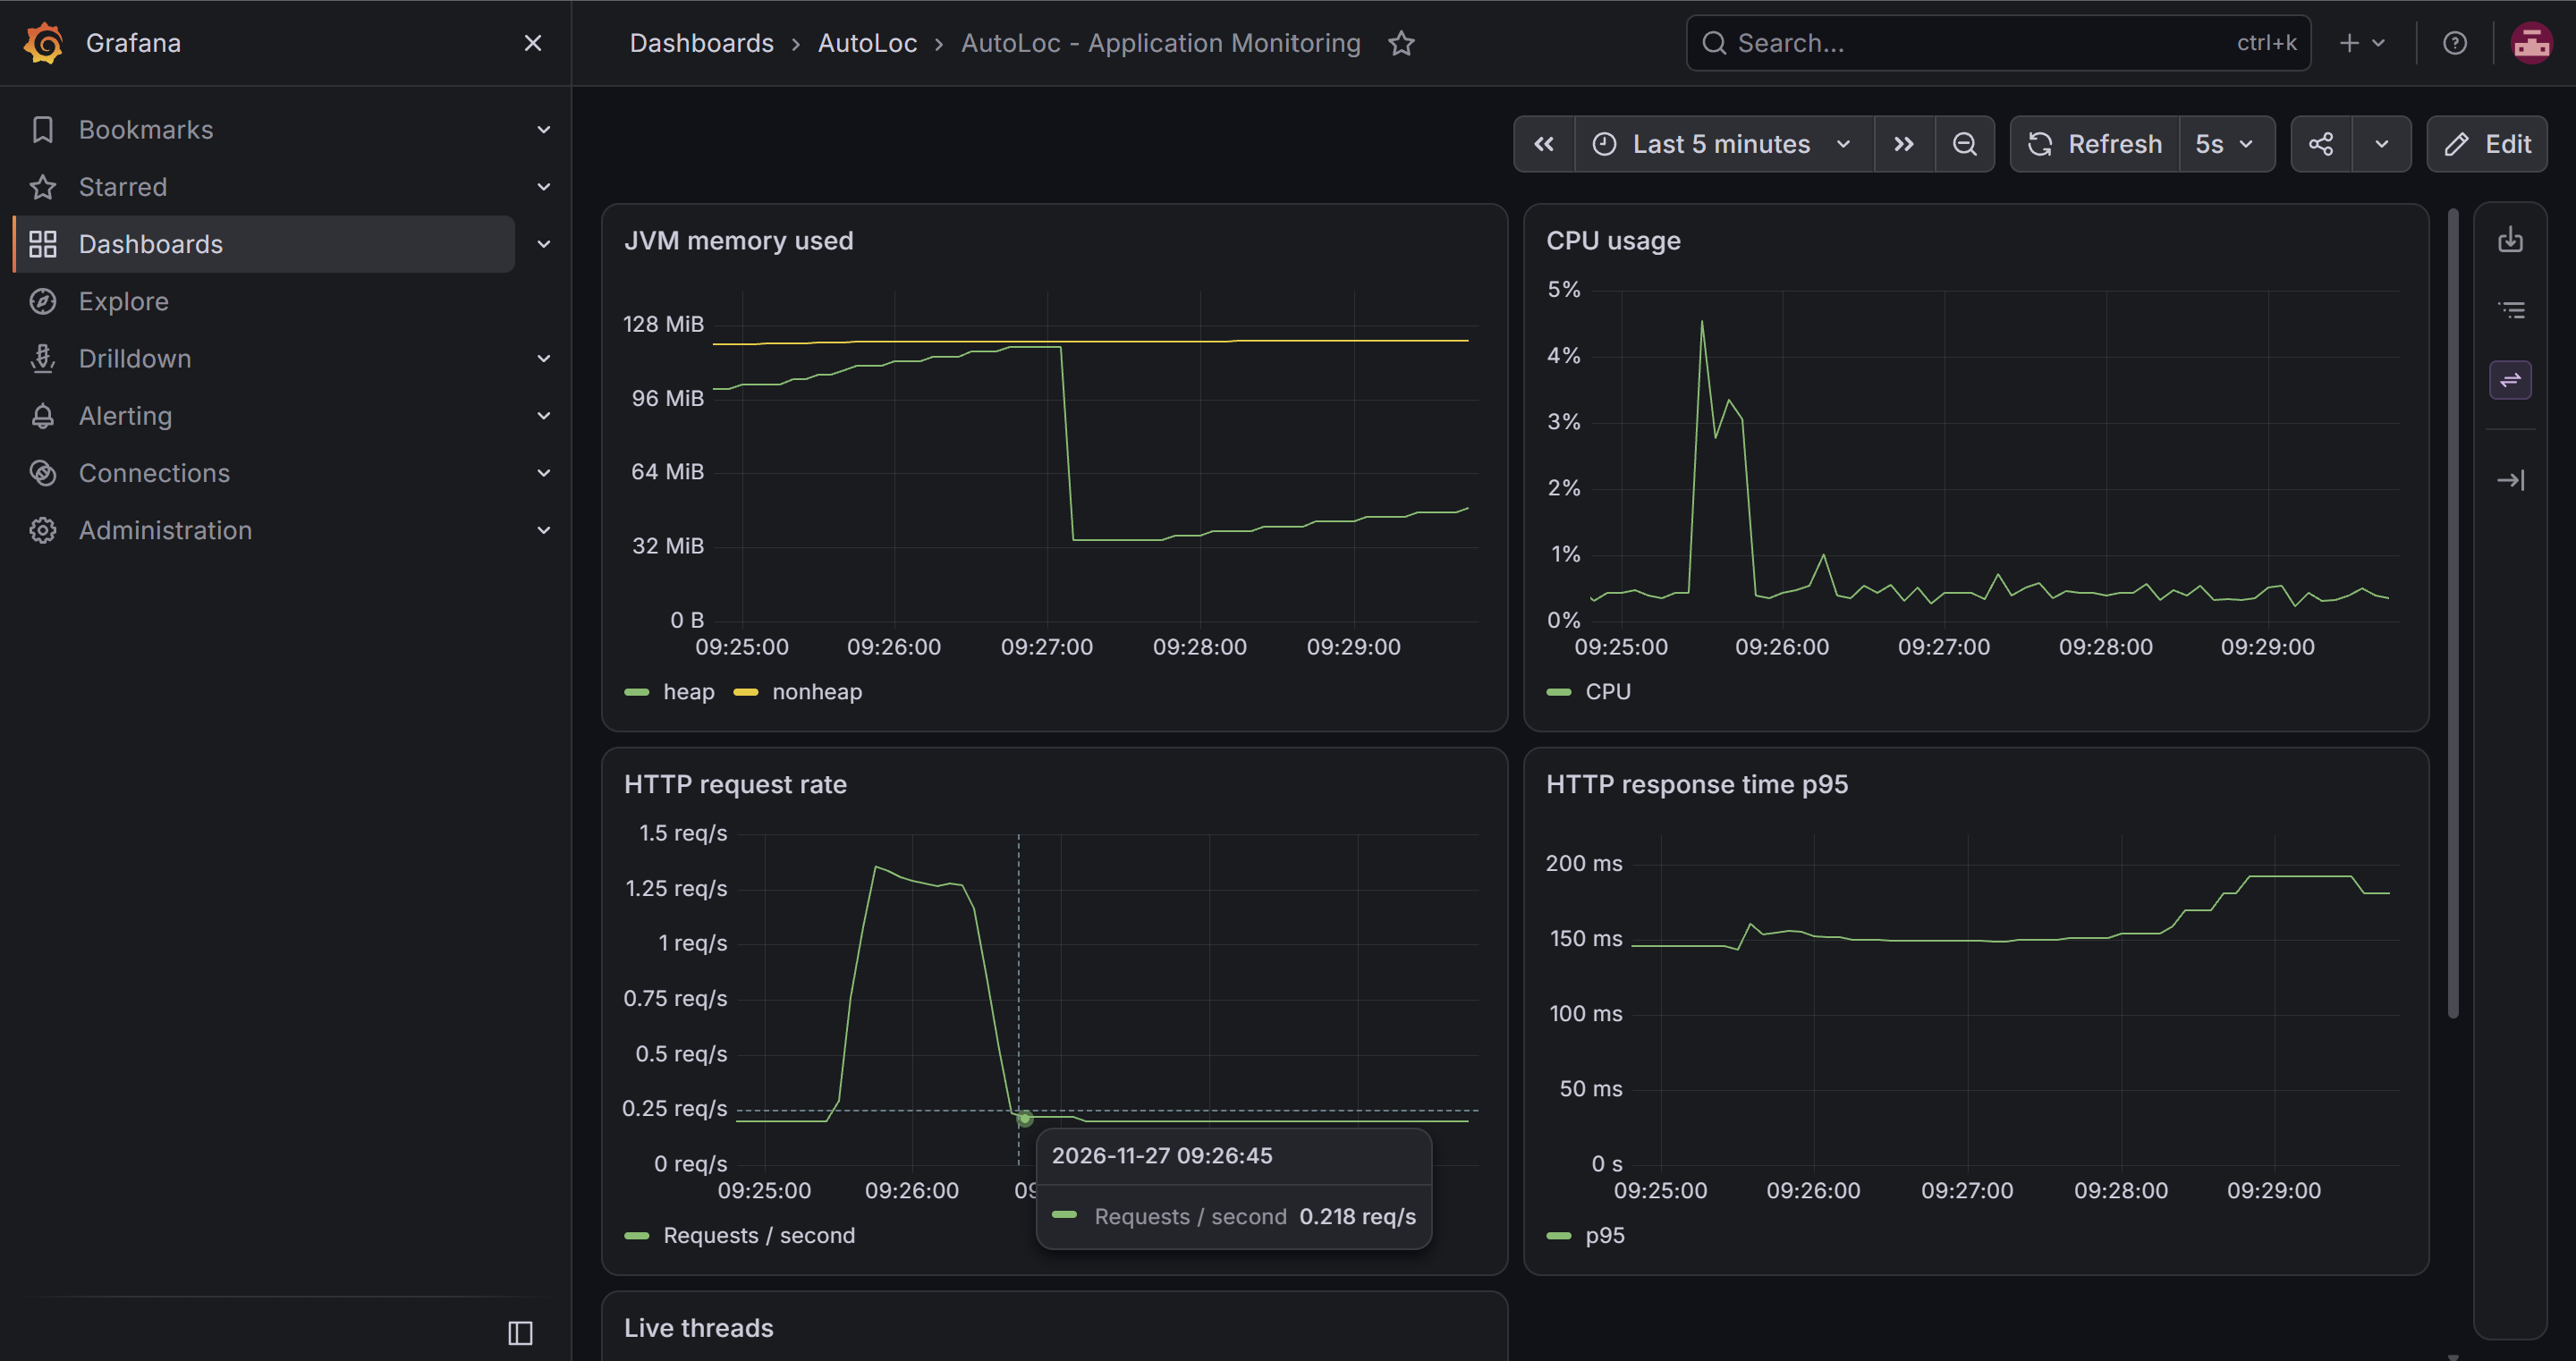 Grafana
Dashboards › AutoLoc › AutoLoc - Application Monitoring
Search...
ctrl+k
Bookmarks
Starred
Dashboards
Explore
Drilldown
Alerting
Connections
Administration
Last 5 minutes
Refresh
5s
Edit
JVM memory used
128 MiB
96 MiB
64 MiB
32 MiB
0 B
09:25:00 09:26:00 09:27:00 09:28:00 09:29:00
heap nonheap
CPU usage
5%
4%
3%
2%
1%
0%
09:25:00 09:26:00 09:27:00 09:28:00 09:29:00
CPU
HTTP request rate
1.5 req/s
1.25 req/s
1 req/s
0.75 req/s
0.5 req/s
0.25 req/s
0 req/s
09:25:00 09:26:00 09
2026-11-27 09:26:45
Requests / second 0.218 req/s
Requests / second
HTTP response time p95
200 ms
150 ms
100 ms
50 ms
0 s
09:25:00 09:26:00 09:27:00 09:28:00 09:29:00
p95
Live threads